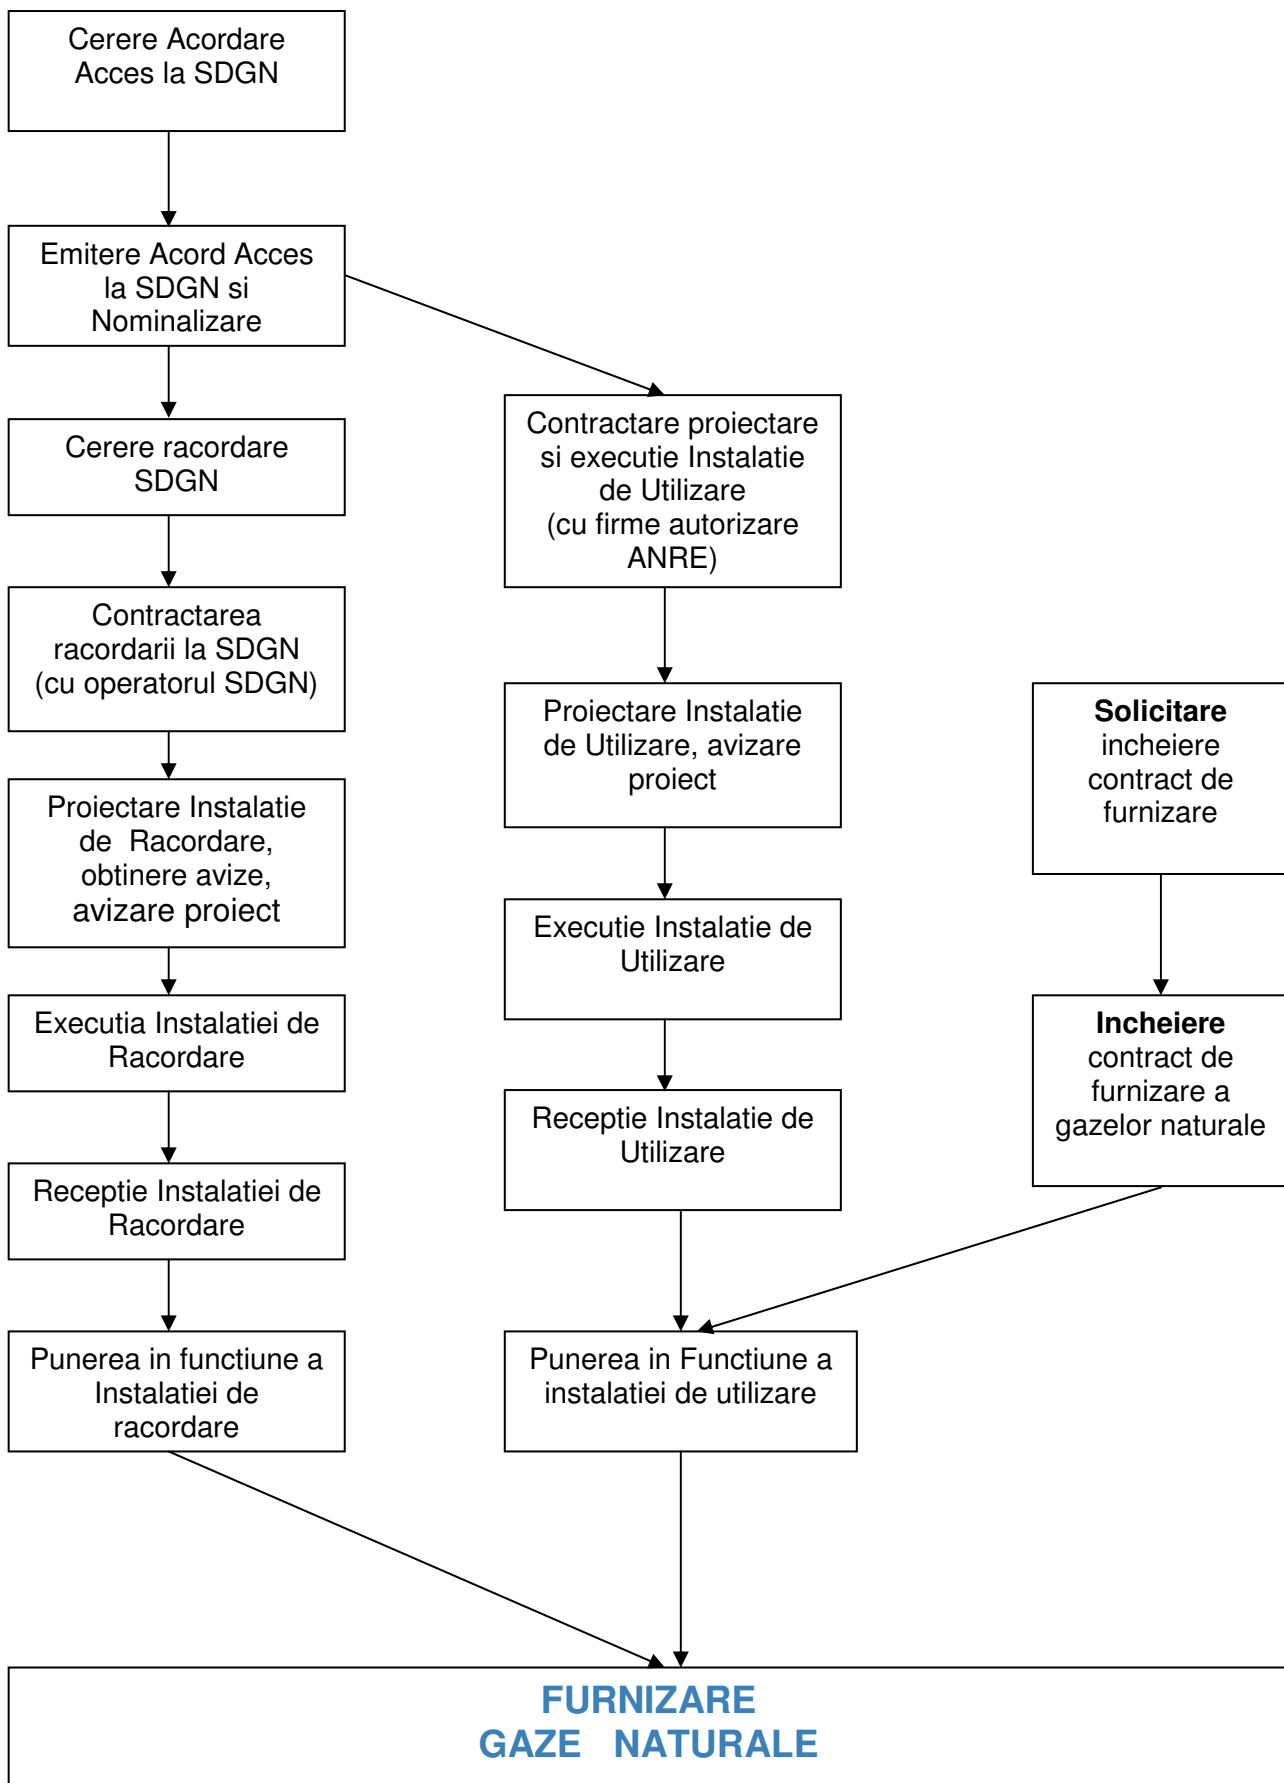 Cerere Acordare
Acces la SDGN
Emitere Acord Acces
la SDGN si
Nominalizare
Cerere racordare
SDGN
Contractarea
racordarii la SDGN
(cu operatorul SDGN)
Proiectare Instalatie
de Racordare,
obtinere avize,
avizare proiect
Executia Instalatiei de
Racordare
Receptie Instalatiei de
Racordare
Punerea in functiune a
Instalatiei de
racordare
Contractare proiectare
si executie Instalatie
de Utilizare
(cu firme autorizare
ANRE)
Proiectare Instalatie
de Utilizare, avizare
proiect
Executie Instalatie de
Utilizare
Receptie Instalatie de
Utilizare
Punerea in Functiune a
instalatiei de utilizare
Solicitare
incheiere
contract de
furnizare
Incheiere
contract de
furnizare a
gazelor naturale
FURNIZARE
GAZE NATURALE